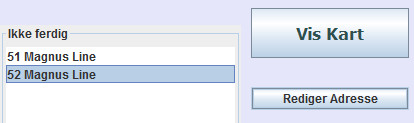 Ikke ferdig
51 Magnus Line
52 Magnus Line
Vis Kart
Rediger Adresse